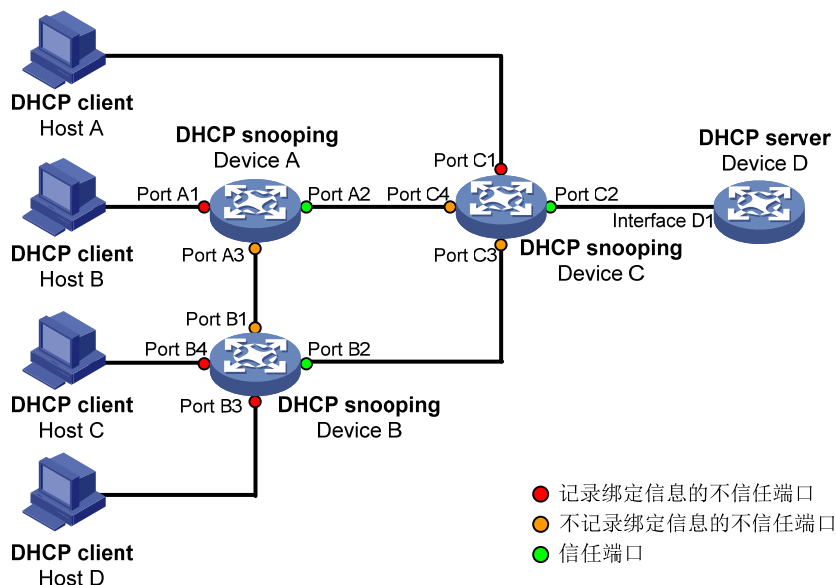 DHCP client
Host A
DHCP snooping
Device A
DHCP server
Device D
Port C1
Port A1
Port A2
Port C4
Port C2
Interface D1
DHCP client
Host B
Port A3
Port C3
DHCP snooping
Device C
Port B1
Port B4
Port B2
DHCP client
Host C
Port B3
DHCP snooping
Device B
DHCP client
Host D
记录绑定信息的不信任端口
不记录绑定信息的不信任端口
信任端口